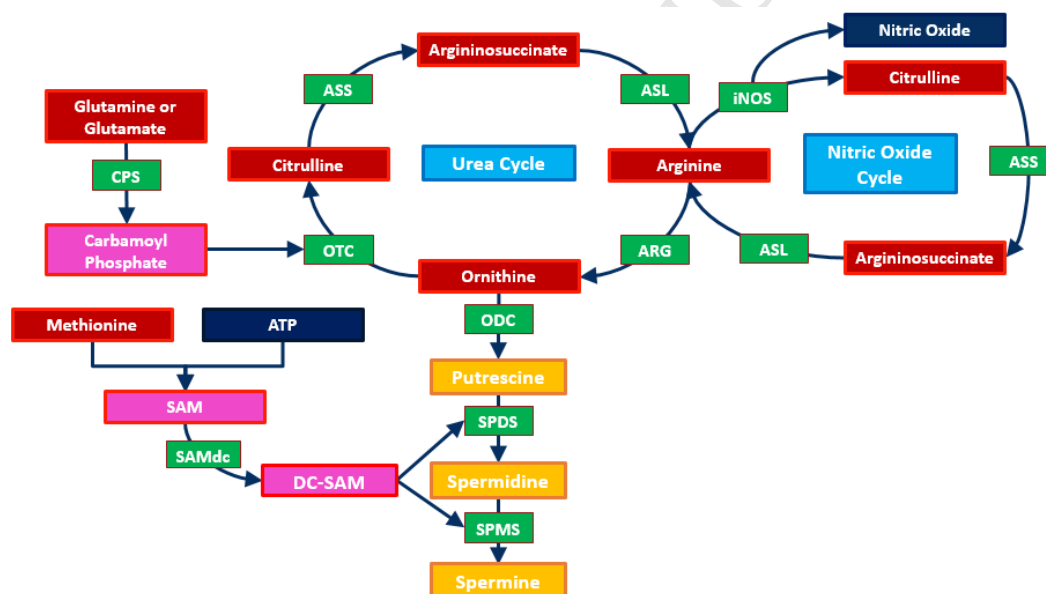 Nitric Oxide
Argininosuccinate
Citrulline
ASS
ASL
iNOS
Glutamine or
Glutamate
Citrulline
Urea Cycle
Arginine
Nitric Oxide
Cycle
ASS
CPS
Carbamoyl
Phosphate
OTC
ARG
ASL
Argininosuccinate
Ornithine
Methionine
ATP
ODC
Putrescine
SAM
SPDS
SAMdc
DC-SAM
Spermidine
SPMS
Spermine